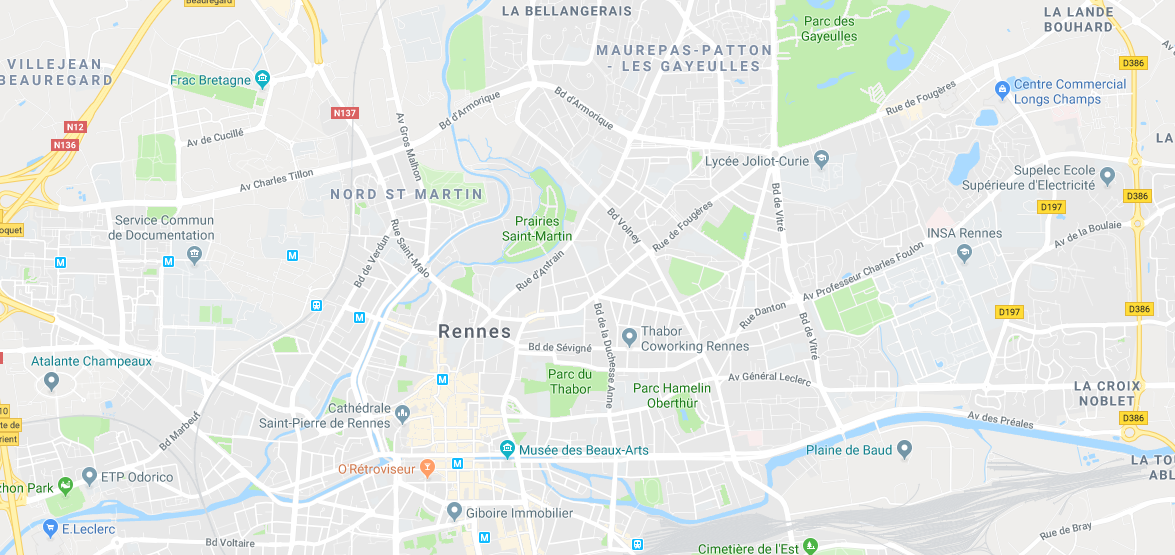 Beauregard
LA BELLANGERAIS
Parc des
Gayeulles
LA LANDE
BOUHARD
VILLEJEAN
BEAUREGARD
MAUREPAS-PATTON
- LES GAYEULLES
D386
Frac Bretagne
Centre Commercial
Longs Champs
Rue de Fougères
N137
Bd d'Armorique
Bd d'Armorique
N12
N136
Av de Cucillé
Av Gros Malhon
LA
Lycée Joliot-Curie
Supelec Ecole
Supérieure d'Electricité
Av Charles Tillon
NORD ST MARTIN
Bd de Vitré
D386
D197
Service Commun
de Documentation
Prairies
Saint-Martin
Bd Volney
Rue de Fougères
oquet
Rue Saint-Malo
INSA Rennes
Av de la Boulaie
M
M
M
Bd de Verdun
Rue d'Antrain
Av Professeur Charles Foulon
M
Rennes
Bd de la Duchesse Anne
Rue Danton
Bd de Vitré
D197
D386
Thabor
Coworking Rennes
Bd de Sévigné
Atalante Champeaux
M
Parc du
Thabor
Parc Hamelin
Oberthür
Av Général Leclerc
LA CROIX
NOBLET
Cathédrale
Saint-Pierre de Rennes
10
te de
rient
Bd Marbeuf
Av des Préales
D386
Musée des Beaux-Arts
Plaine de Baud
O'Rétroviseur
M
LA TOU
ABL
ETP Odorico
zhon Park
Giboire Immobilier
E.Leclerc
M
Bd Voltaire
Rue de Bray
Cimetière de l'Est